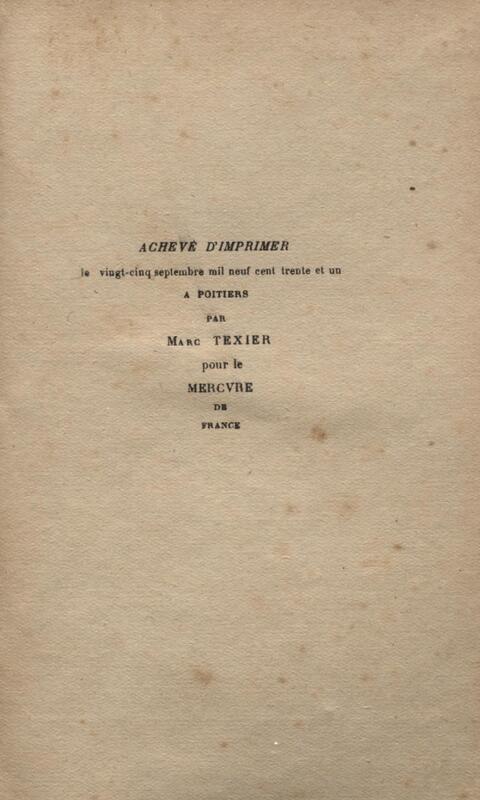 ACHEVÉ D'IMPRIMER
le vingt-cinq septembre mil neuf cent trente et un
A POITIERS
PAR
MARC TEXIER
pour le
MERCVRE
DE
FRANCE